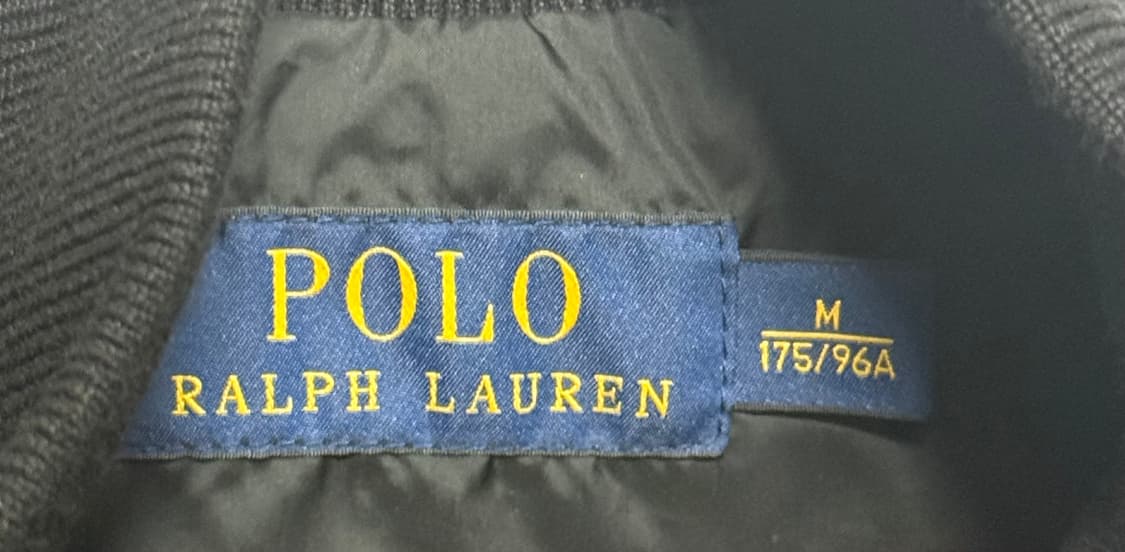 POLO
RALPH LAUREN
M
175/96A